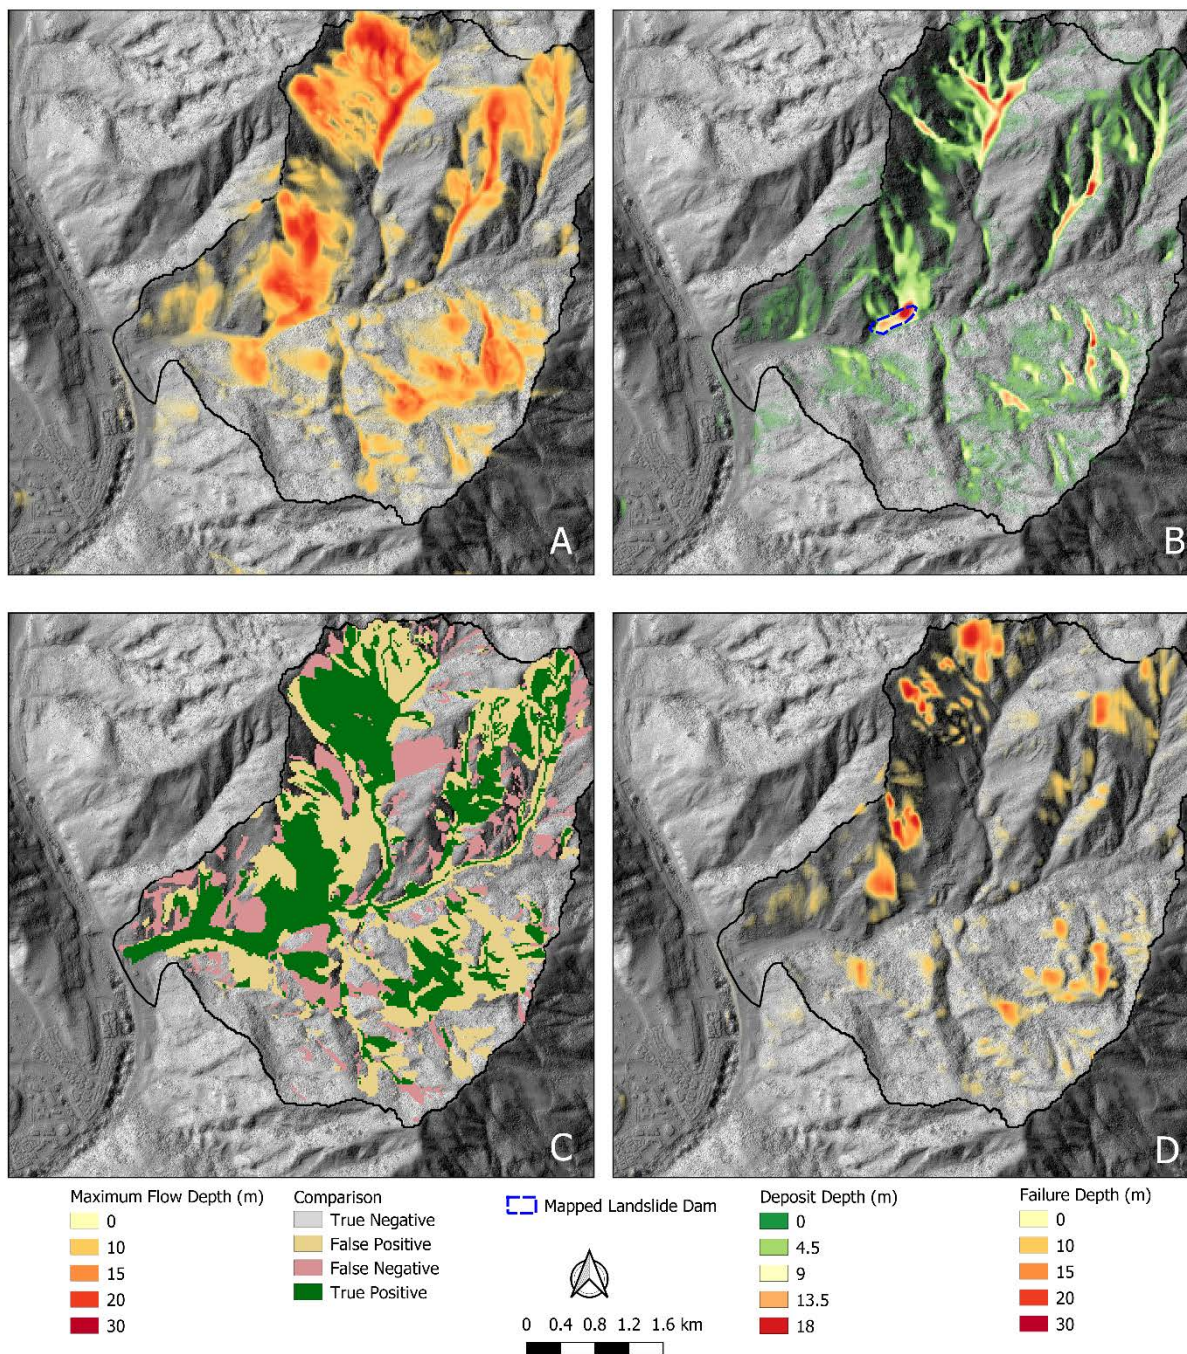 A
B
C
D
Maximum Flow Depth (m)
0
10
15
20
30
Comparison
True Negative
False Positive
False Negative
True Positive
Mapped Landslide Dam
0 0.4 0.8 1.2 1.6 km
Deposit Depth (m)
0
4.5
9
13.5
18
Failure Depth (m)
0
10
15
20
30